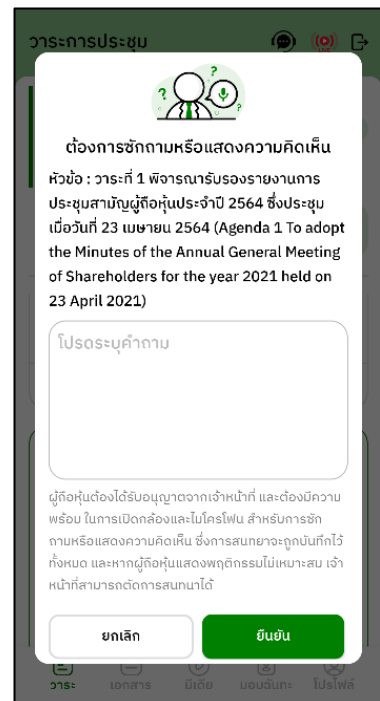 วาระการประชุม
LIVE
ต้องการซักถามหรือแสดงความคิดเห็น
หัวข้อ : วาระที่ 1 พิจารณารับรองรายงานการ
ประชุมสามัญผู้ถือหุ้นประจำปี 2564 ซึ่งประชุม
เมื่อวันที่ 23 เมษายน 2564 (Agenda 1 To adopt
the Minutes of the Annual General Meeting
of Shareholders for the year 2021 held on
23 April 2021)
โปรดระบุคำถาม
ผู้ถือหุ้นต้องได้รับอนุญาตจากเจ้าหน้าที่ และต้องมีความ
พร้อม ในการเปิดกล้องและไมโครโฟน สำหรับการซัก
ถามหรือแสดงความคิดเห็น ซึ่งการสนทยาจะถูกบันทึกไว้
ทั้งหมด และหากผู้ถือหุ้นแสดงพฤติกรรมไม่เหมาะสม เจ้า
หน้าที่สามารถตัดการสนทนาได้
ยกเลิก ยืนยัน
วาระ เอกสาร มีเดีย มอบฉันทะ โปรไฟล์